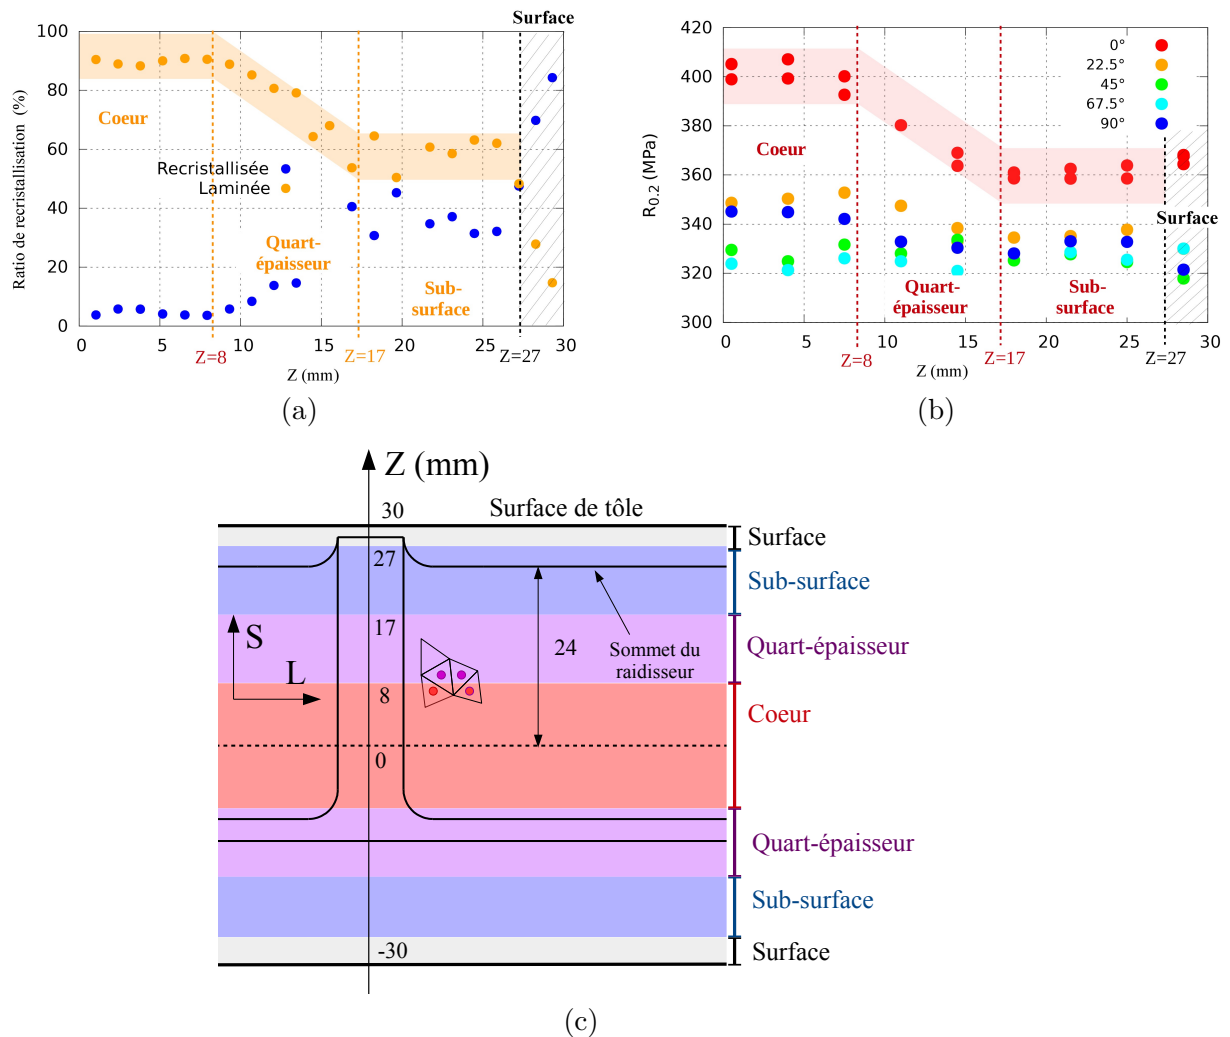 Surface
Ratio de recristallisation (%)
100
80
60
40
20
0
Coeur
Recristallisée
Laminée
Quart-
épaisseur
Sub-
surface
0
5
10
15
20
25
30
Z=8
Z=17
Z=27
Z (mm)
(a)
R0.2 (MPa)
420
400
380
360
340
320
300
0°
22.5°
45°
67.5°
90°
Coeur
Surface
Quart-
épaisseur
Sub-
surface
0
5
10
15
20
25
30
Z=8
Z=17
Z=27
Z (mm)
(b)
Z (mm)
30
Surface de tôle
Surface
27
Sub-surface
17
S
24
Sommet du
raidisseur
Quart-épaisseur
L
8
Coeur
0
Quart-épaisseur
Sub-surface
-30
Surface
(c)